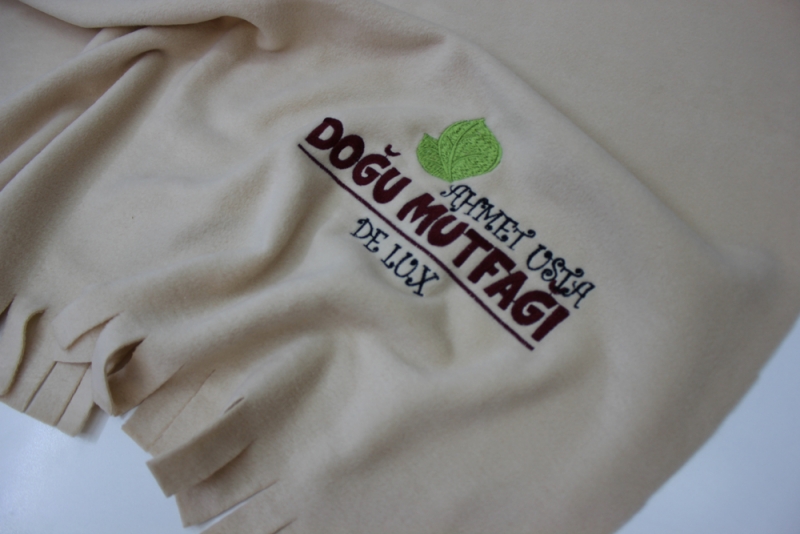 AHMET USTA
DOĞU MUTFAGI
DE LUX